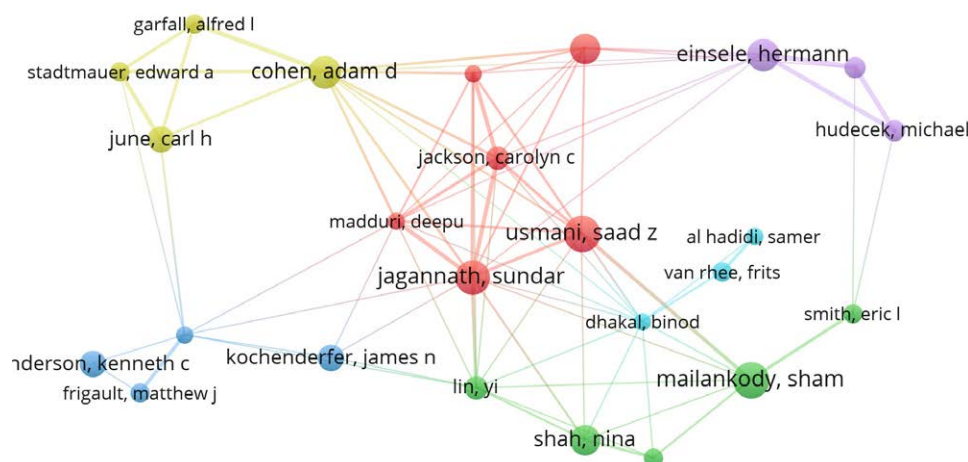 garfall, alfred l
stadtmauer, edward a
cohen, adam d
einsele, hermann
june, carl h
hudecek, michael
jackson, carolyn c
madduri, deepu
usmani, saad z
al hadidi, samer
van rhee, frits
jagannath, sundar
smith, eric l
dhakal, binod
nderson, kenneth c
kochenderfer, james n
frigault, matthew j
lin, yi
mailankody, sham
shah, nina